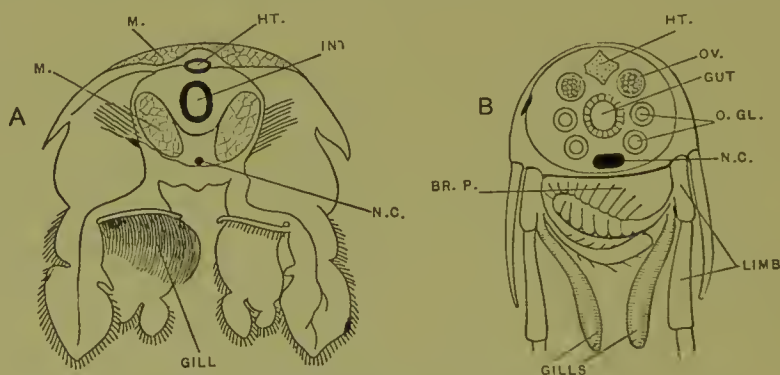 M.
HT.
INT
M.
A
N.C.
GILL
HT.
OV.
GUT
B
O. GL.
N.C.
BR. P.
LIMB
GILLS